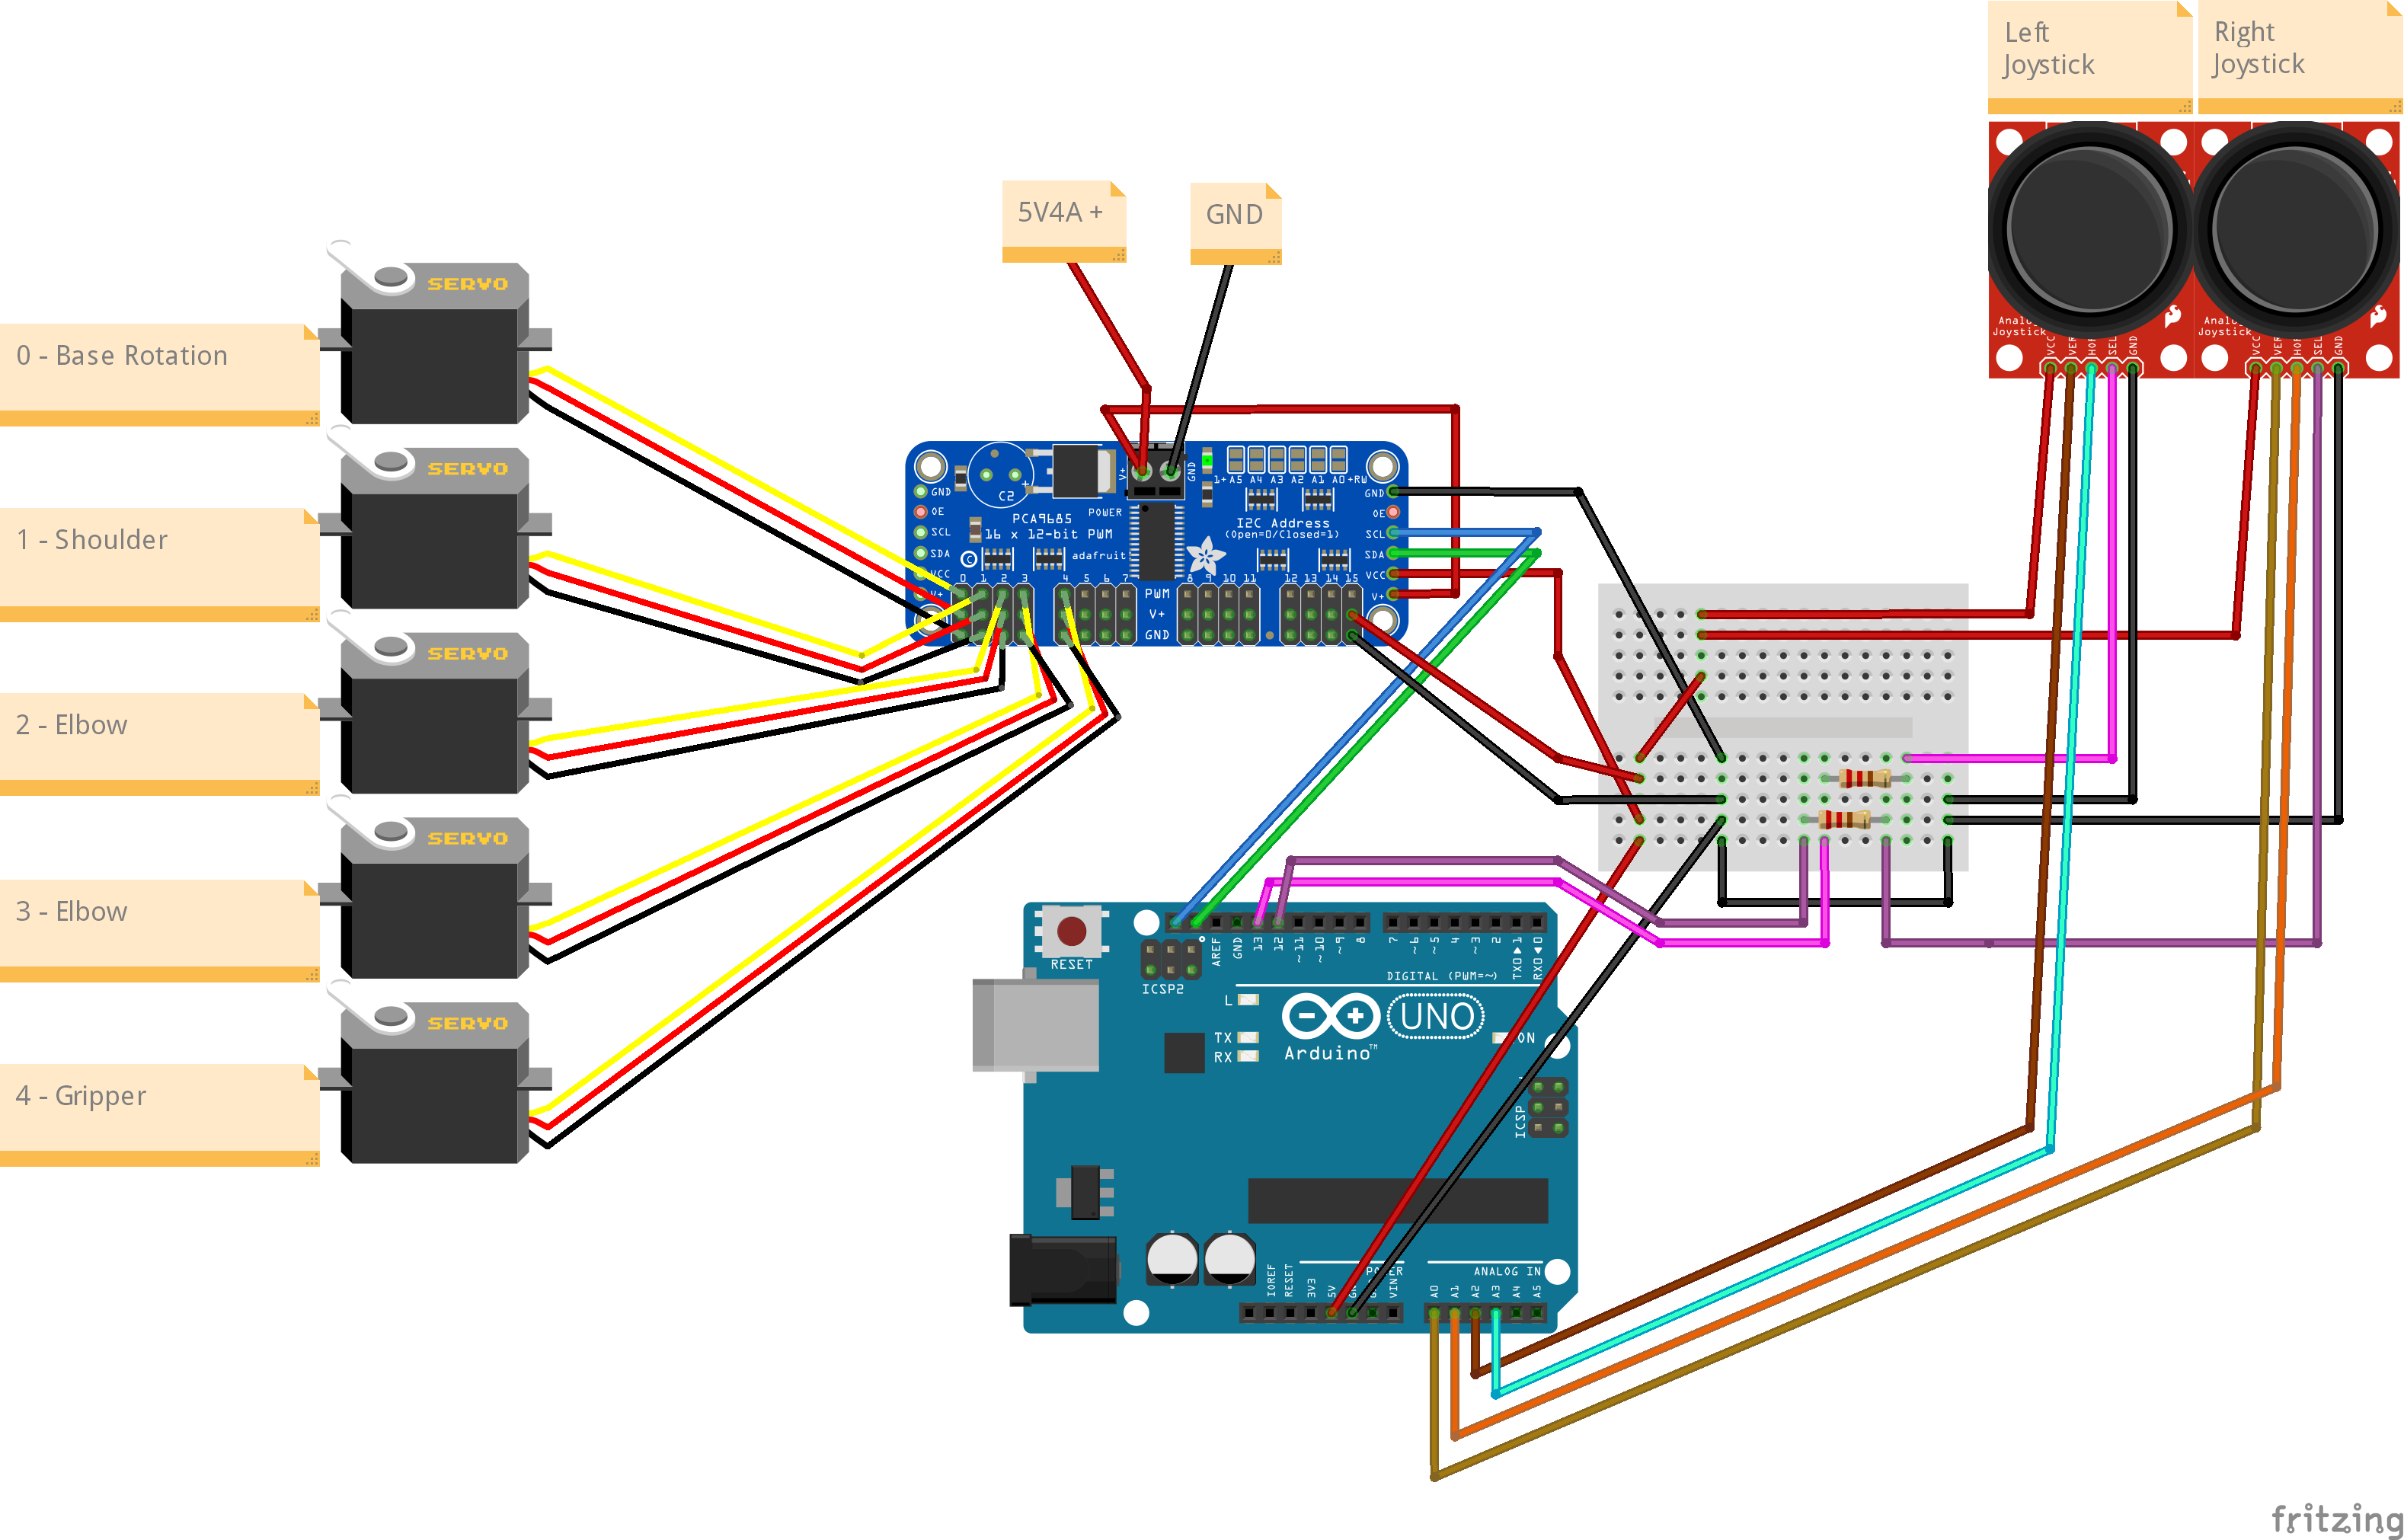 Left
Joystick
Right
Joystick
5V4A +
GND
SERVO
0 - Base Rotation
SERVO
1 - Shoulder
SERVO
2 - Elbow
SERVO
3 - Elbow
SERVO
4 - Gripper
VCC
VER
HOR
SEL
GND
VCC
VER
HOR
SEL
GND
V+
GND
C2
1+ A5 A4 A3 A2 A1 A0 +RW
GND
OE
SCL
SDA
VCC
V+
PCA9685
16 x 12-bit PWM
POWER
adafruit
I2C Address
(Open=0/Closed=1)
GND
OE
SCL
SDA
VCC
V+
0 1 2 3 4 5 6 7 8 9 10 11 12 13 14 15
PWM
V+
GND
RESET
ICSP2
AREF
GND
13
12
~11
~10
~9
8
7
~6
~5
4
~3
2
TX0▶1
RX0◀0
DIGITAL (PWM=~)
L
TX
RX
UNO
Arduino™
ON
ICSP
1
POWER
ANALOG IN
IOREF
RESET
3V3
5V
VIN
A0
A1
A2
A3
A4
A5
fritzing